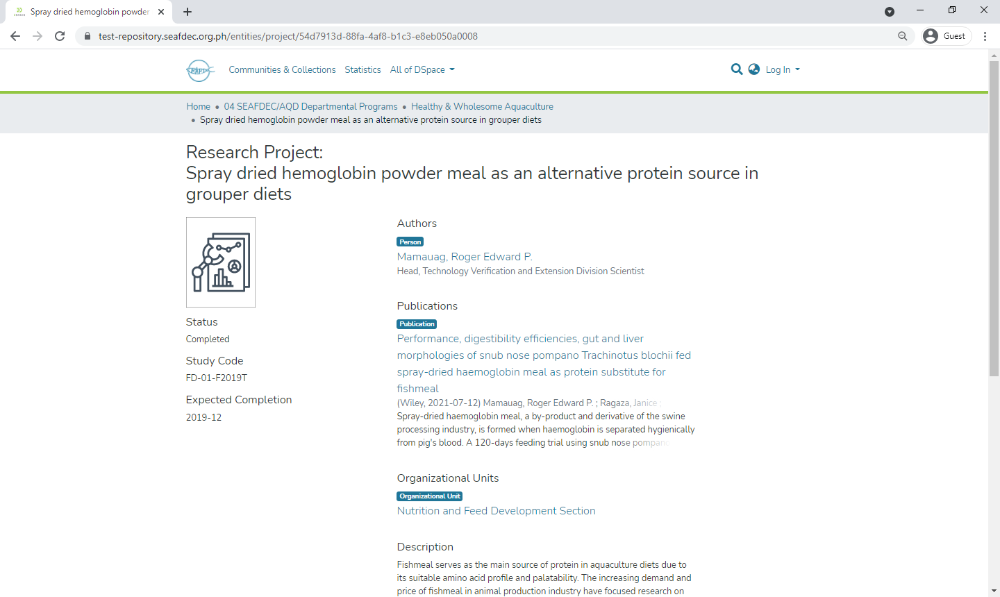 Spray dried hemoglobin powder
test-repository.seafdec.org.ph/entities/project/54d7913d-88fa-4af8-b1c3-e8eb050a0008
Guest
SEAFDEC
Communities & Collections Statistics All of DSpace
Log In
Home • 04 SEAFDEC/AQD Departmental Programs • Healthy & Wholesome Aquaculture
• Spray dried hemoglobin powder meal as an alternative protein source in grouper diets
Research Project:
Spray dried hemoglobin powder meal as an alternative protein source in
grouper diets
Status
Completed
Study Code
FD-01-F2019T
Expected Completion
2019-12
Authors
Person
Mamauag, Roger Edward P.
Head, Technology Verification and Extension Division Scientist
Publications
Publication
Performance, digestibility efficiencies, gut and liver
morphologies of snub nose pompano Trachinotus blochii fed
spray-dried haemoglobin meal as protein substitute for
fishmeal
(Wiley, 2021-07-12) Mamauag, Roger Edward P. ; Ragaza, Janice ;
Spray-dried haemoglobin meal, a by-product and derivative of the swine
processing industry, is formed when haemoglobin is separated hygienically
from pig's blood. A 120-days feeding trial using snub nose pompano
Organizational Units
Organizational Unit
Nutrition and Feed Development Section
Description
Fishmeal serves as the main source of protein in aquaculture diets due to
its suitable amino acid profile and palatability. The increasing demand and
price of fishmeal in animal production industry have focused research on